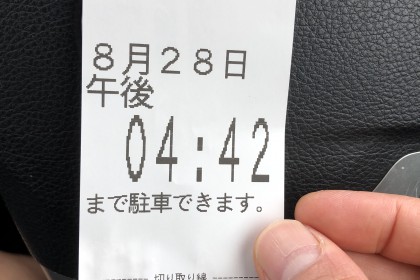 ８月２８日
午後
04:42
まで駐車できます。
-------- 切り取り線 --------